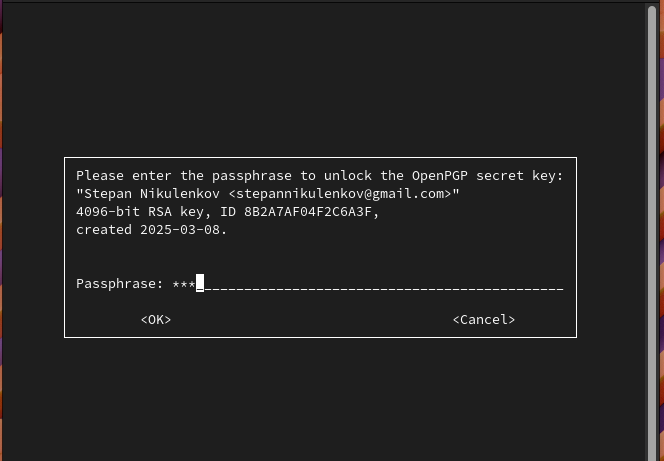 Please enter the passphrase to unlock the OpenPGP secret key:
"Stepan Nikulenkov <stepannikulenkov@gmail.com>"
4096-bit RSA key, ID 8B2A7AF04F2C6A3F,
created 2025-03-08.
Passphrase: ***______________________________________________
<OK> <Cancel>